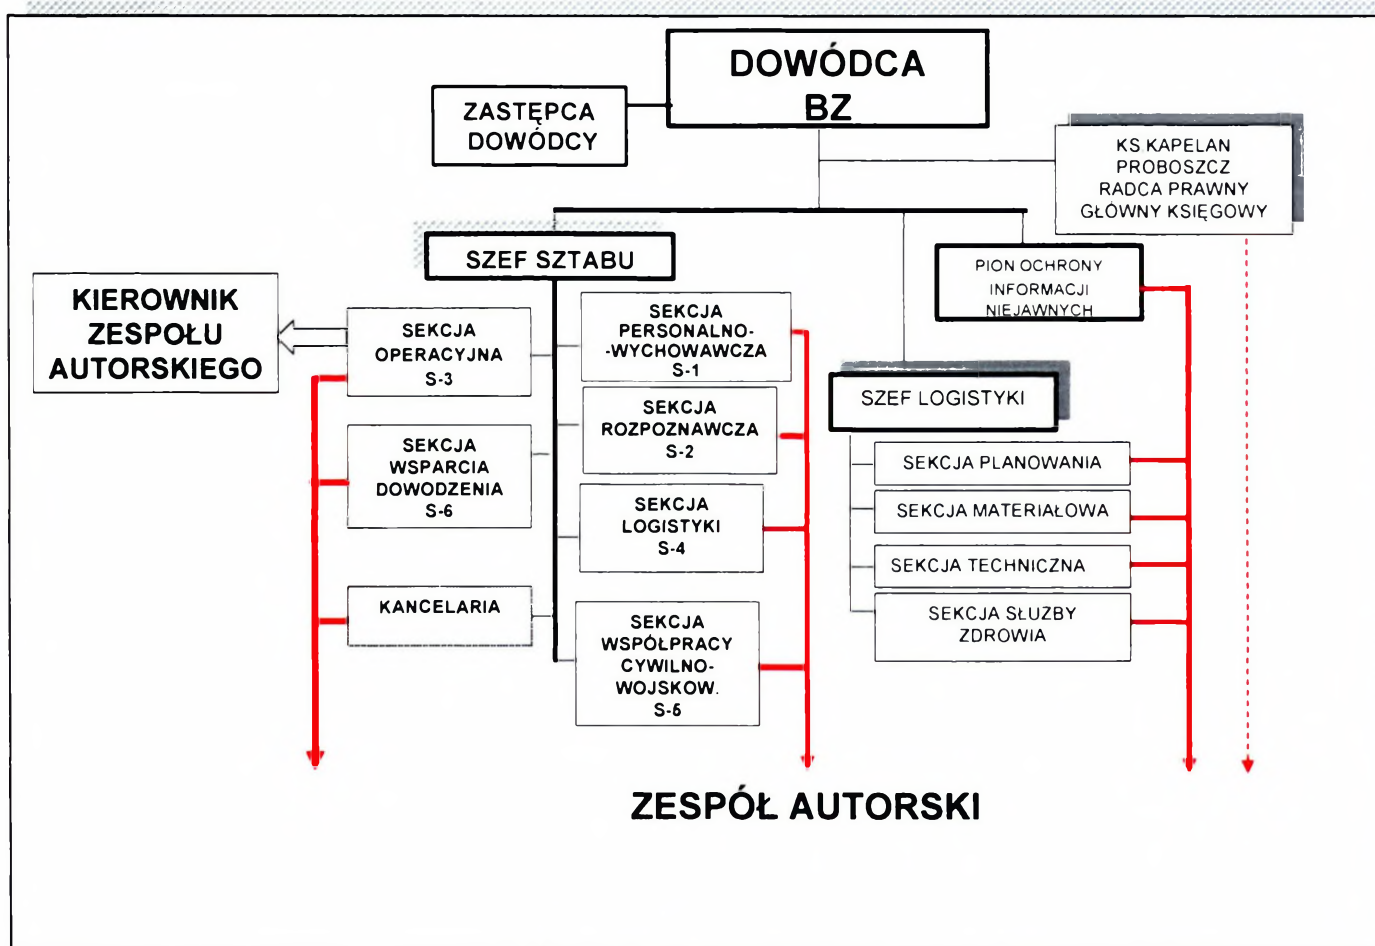 DOWÓDCA
BZ
ZASTĘPCA
DOWÓDCY
KS KAPELAN
PROBOSZCZ
RADCA PRAWNY
GŁÓWNY KSIĘGOWY
SZEF SZTABU
PION OCHRONY
INFORMACJI
NIEJAWNYCH
KIEROWNIK
ZESPOŁU
AUTORSKIEGO
SEKCJA
OPERACYJNA
S-3
SEKCJA
PERSONALNO-
-WYCHOWAWCZA
S-1
SZEF LOGISTYKI
SEKCJA
ROZPOZNAWCZA
S-2
SEKCJA
WSPARCIA
DOWODZENIA
S-6
SEKCJA PLANOWANIA
SEKCJA
LOGISTYKI
S-4
SEKCJA MATERIAŁOWA
SEKCJA TECHNICZNA
KANCELARIA
SEKCJA
WSPÓŁPRACY
CYWILNO-
WOJSKOW.
S-5
SEKCJA SŁUZBY
ZDROWIA
ZESPÓŁ AUTORSKI